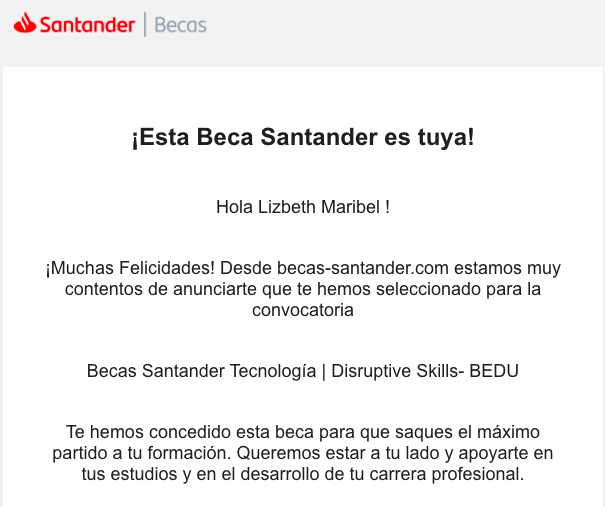 Santander | Becas
¡Esta Beca Santander es tuya!
Hola Lizbeth Maribel !
¡Muchas Felicidades! Desde becas-santander.com estamos muy
contentos de anunciarte que te hemos seleccionado para la
convocatoria
Becas Santander Tecnología | Disruptive Skills- BEDU
Te hemos concedido esta beca para que saques el máximo
partido a tu formación. Queremos estar a tu lado y apoyarte en
tus estudios y en el desarrollo de tu carrera profesional.